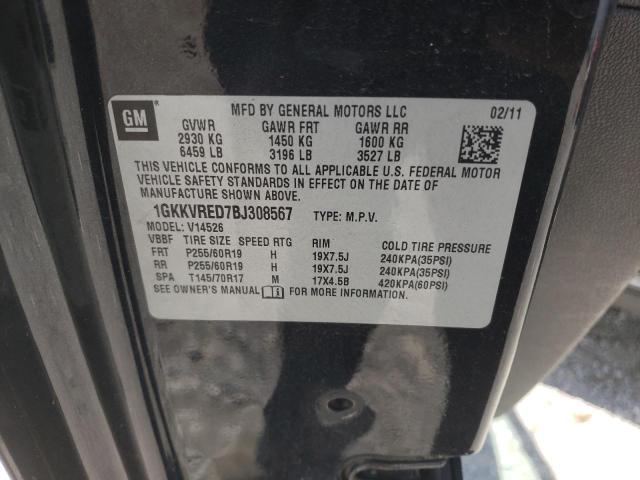 GM
MFD BY GENERAL MOTORS LLC 02/11
GVWR GAWR FRT GAWR RR
2930 KG 1450 KG 1600 KG
6459 LB 3196 LB 3527 LB
THIS VEHICLE CONFORMS TO ALL APPLICABLE U.S. FEDERAL MOTOR
VEHICLE SAFETY STANDARDS IN EFFECT ON THE DATE OF
MANUFACTURE SHOWN ABOVE.
1GKKVRED7BJ308567 TYPE: M.P.V.
MODEL: V14526
VBBF TIRE SIZE SPEED RTG RIM COLD TIRE PRESSURE
FRT P255/60R19 H 19X7.5J 240KPA(35PSI)
RR P255/60R19 H 19X7.5J 240KPA(35PSI)
SPA T145/70R17 M 17X4.5B 420KPA(60PSI)
SEE OWNER'S MANUAL FOR MORE INFORMATION.